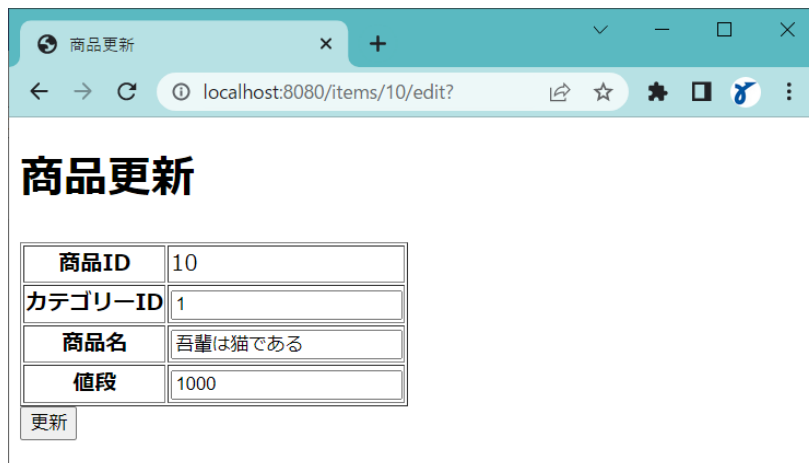 商品更新
localhost:8080/items/10/edit?
商品更新
商品ID 10
カテゴリーID 1
商品名 吾輩は猫である
値段 1000
更新